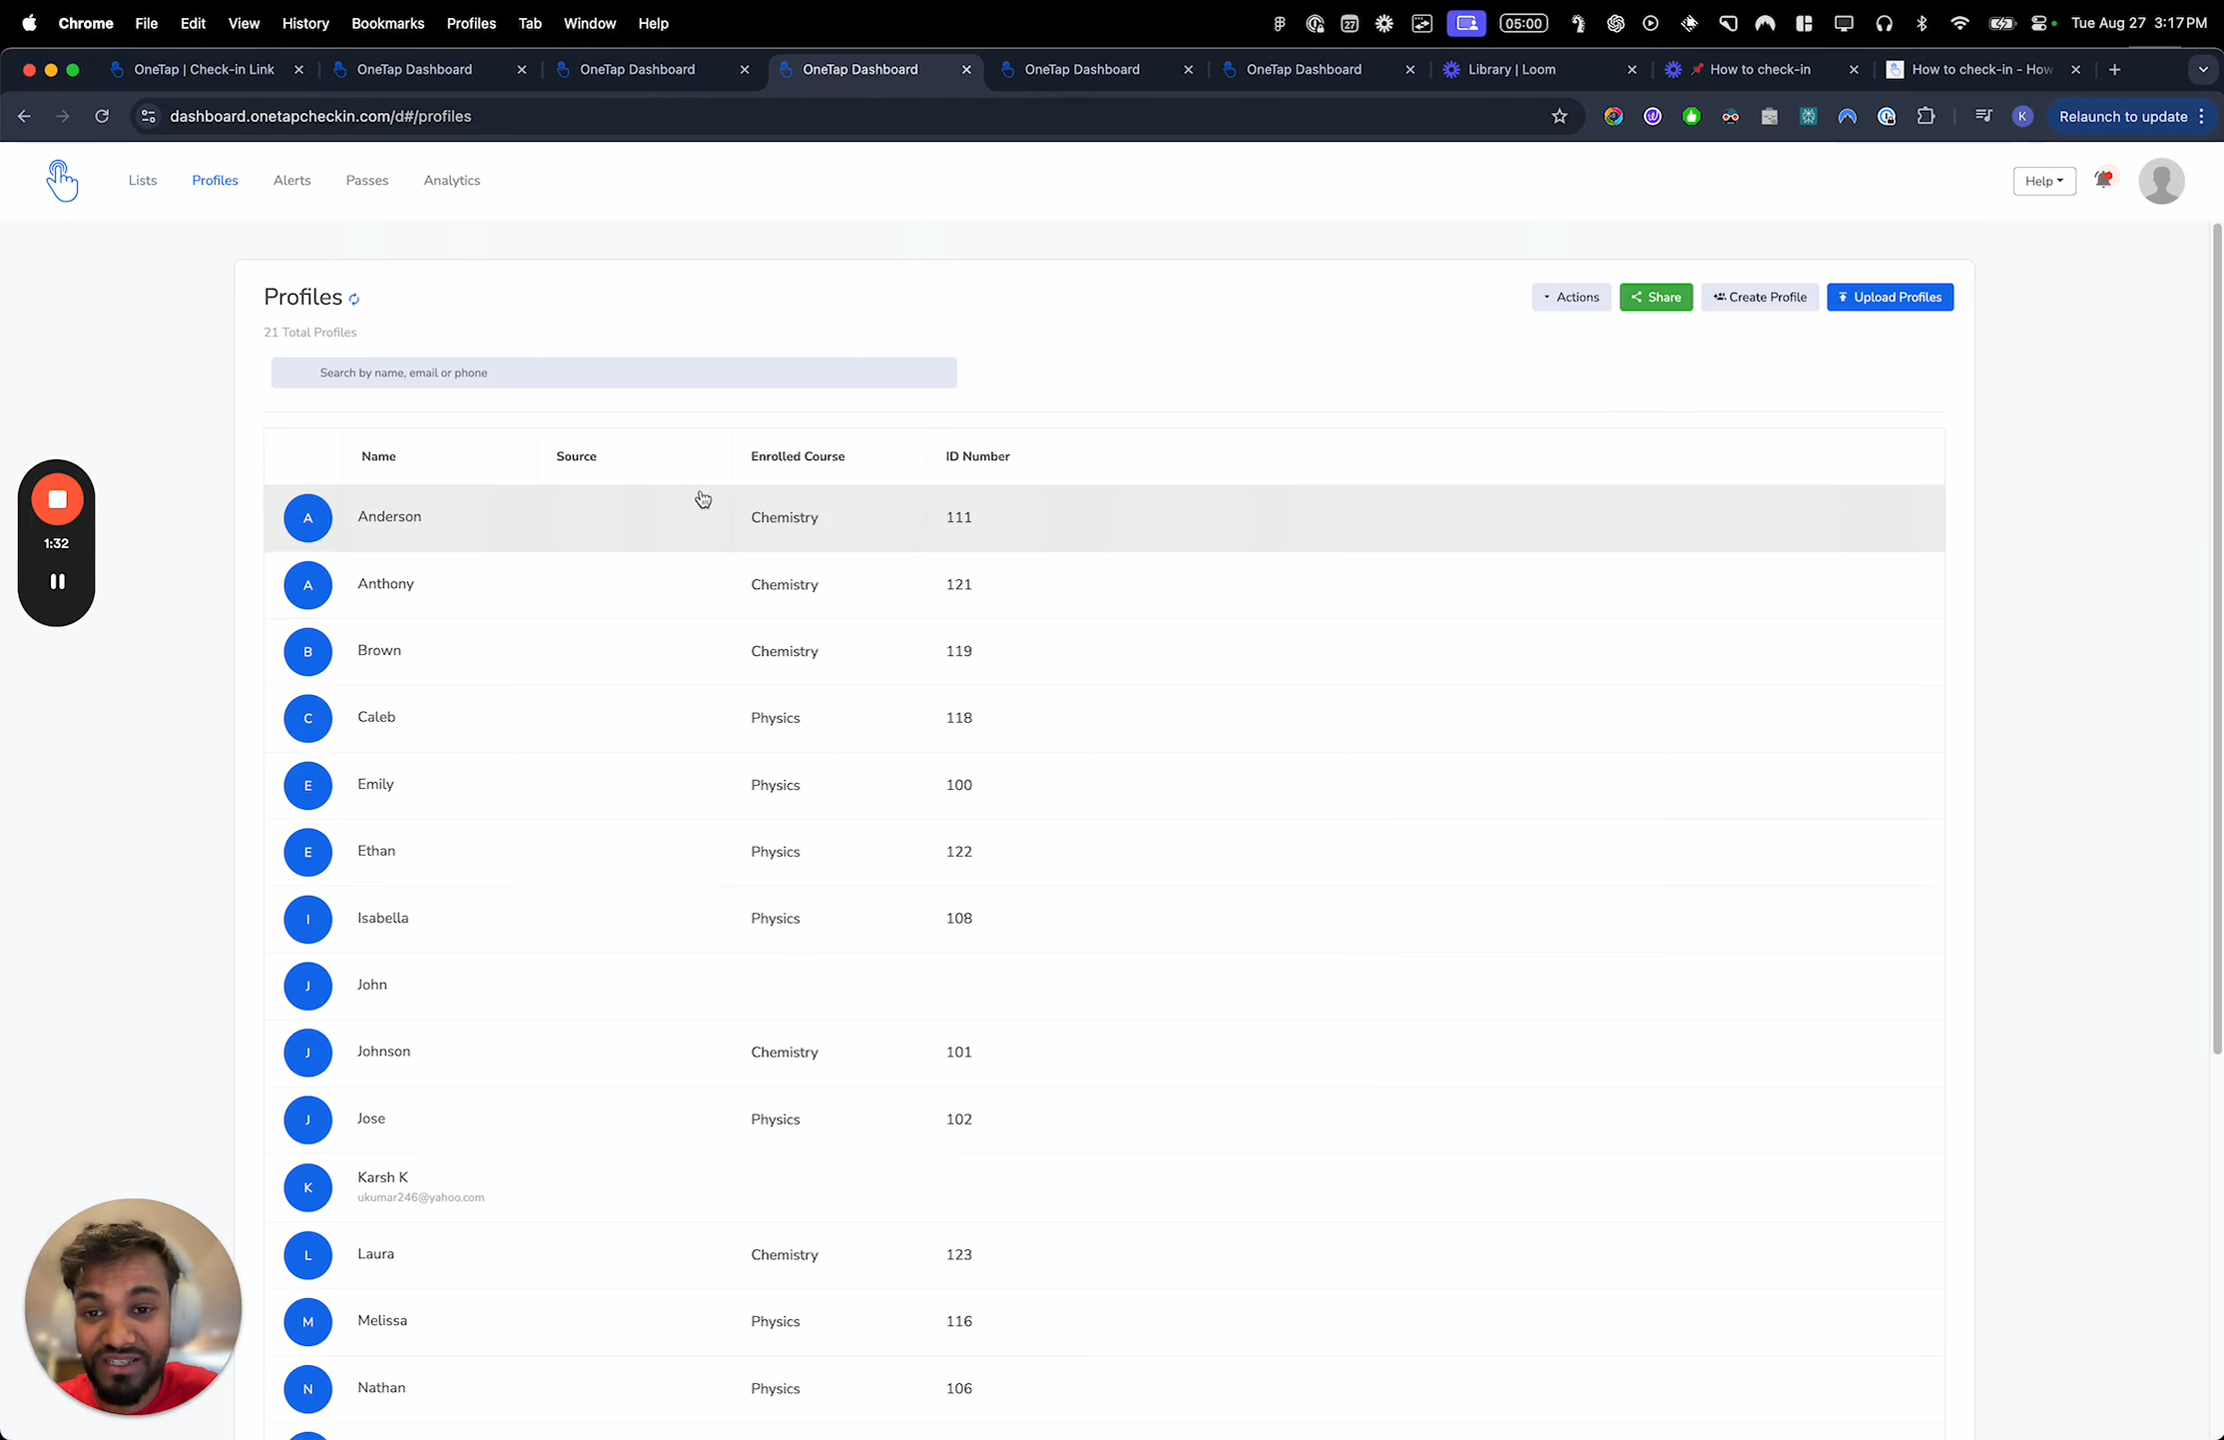 Chrome File Edit View History Bookmarks Profiles Tab Window Help 27 05:00 Tue Aug 27 3:17 PM
OneTap | Check-in Link OneTap Dashboard OneTap Dashboard OneTap Dashboard OneTap Dashboard OneTap Dashboard Library | Loom How to check-in How to check-in - How
dashboard.onetapcheckin.com/d#/profiles K Relaunch to update
Lists Profiles Alerts Passes Analytics Help
Profiles Actions Share Create Profile Upload Profiles
21 Total Profiles
Search by name, email or phone
Name Source Enrolled Course ID Number
A Anderson Chemistry 111
1:32
A Anthony Chemistry 121
B Brown Chemistry 119
C Caleb Physics 118
E Emily Physics 100
E Ethan Physics 122
I Isabella Physics 108
J John
J Johnson Chemistry 101
J Jose Physics 102
K Karsh K
ukumar246@yahoo.com
L Laura Chemistry 123
M Melissa Physics 116
N Nathan Physics 106